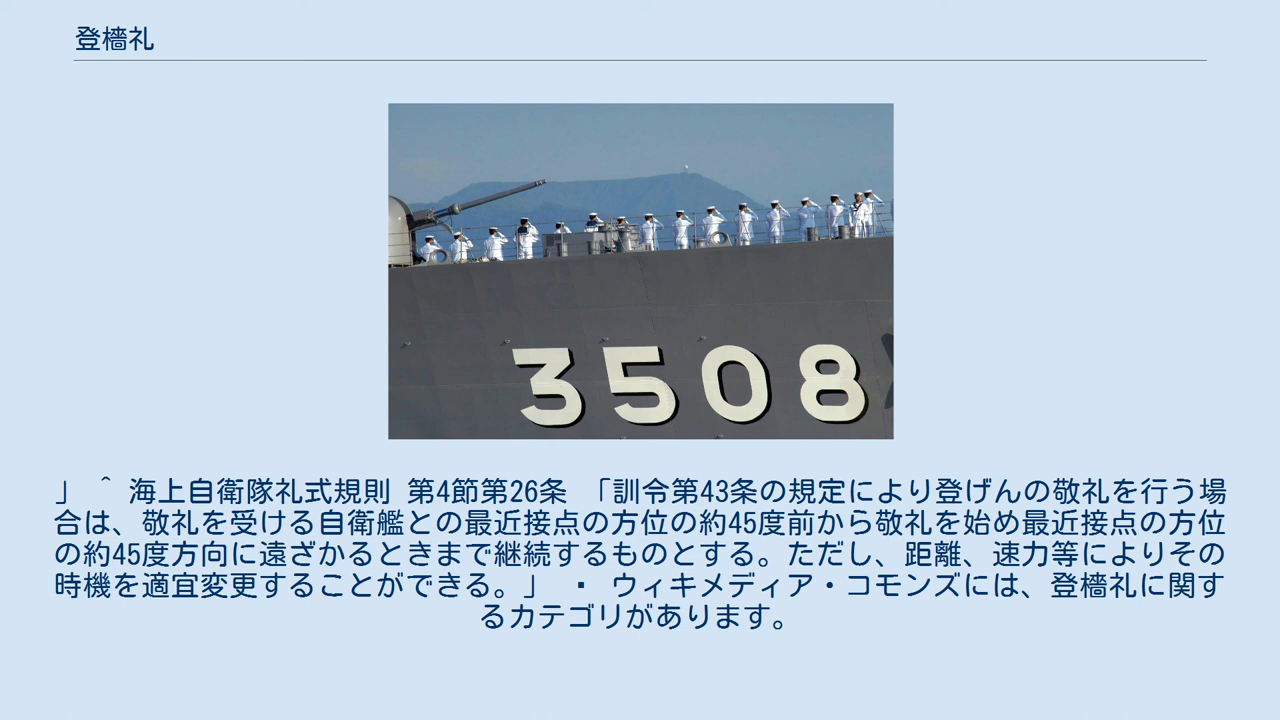 登檣礼
3508
」 ^ 海上自衛隊礼式規則 第4節第26条 「訓令第43条の規定により登げんの敬礼を行う場
合は、敬礼を受ける自衛艦との最近接点の方位の約45度前から敬礼を始め最近接点の方位
の約45度方向に遠ざかるときまで継続するものとする。ただし、距離、速力等によりその
時機を適宜変更することができる。」 ▪ ウィキメディア・コモンズには、登檣礼に関す
るカテゴリがあります。